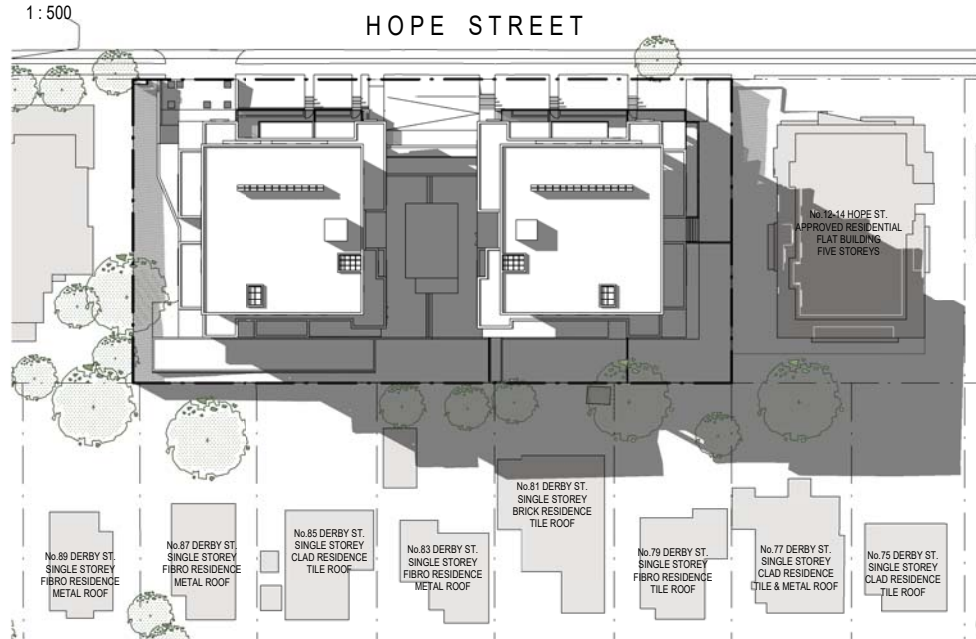 1 : 500
HOPE STREET
No.12-14 HOPE ST.
APPROVED RESIDENTIAL
FLAT BUILDING
FIVE STOREYS
No.89 DERBY ST.
SINGLE STOREY
FIBRO RESIDENCE
METAL ROOF
No.87 DERBY ST.
SINGLE STOREY
FIBRO RESIDENCE
METAL ROOF
No.85 DERBY ST.
SINGLE STOREY
CLAD RESIDENCE
TILE ROOF
No.83 DERBY ST.
SINGLE STOREY
FIBRO RESIDENCE
METAL ROOF
No.81 DERBY ST.
SINGLE STOREY
BRICK RESIDENCE
TILE ROOF
No.79 DERBY ST.
SINGLE STOREY
FIBRO RESIDENCE
TILE ROOF
No.77 DERBY ST.
SINGLE STOREY
CLAD RESIDENCE
TILE & METAL ROOF
No.75 DERBY ST.
SINGLE STOREY
CLAD RESIDENCE
TILE ROOF